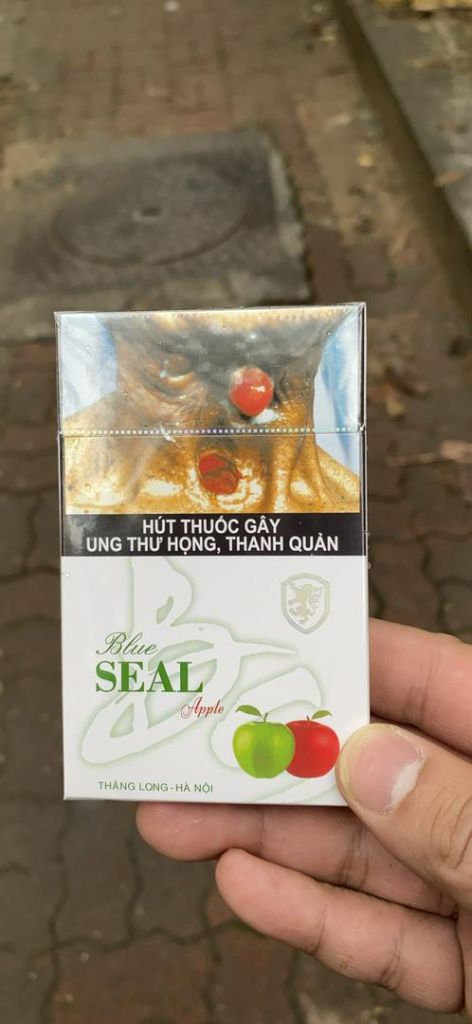 HÚT THUỐC GÂY
UNG THƯ HỌNG, THANH QUẢN
Blue
SEAL
Apple
THĂNG LONG - HÀ NỘI